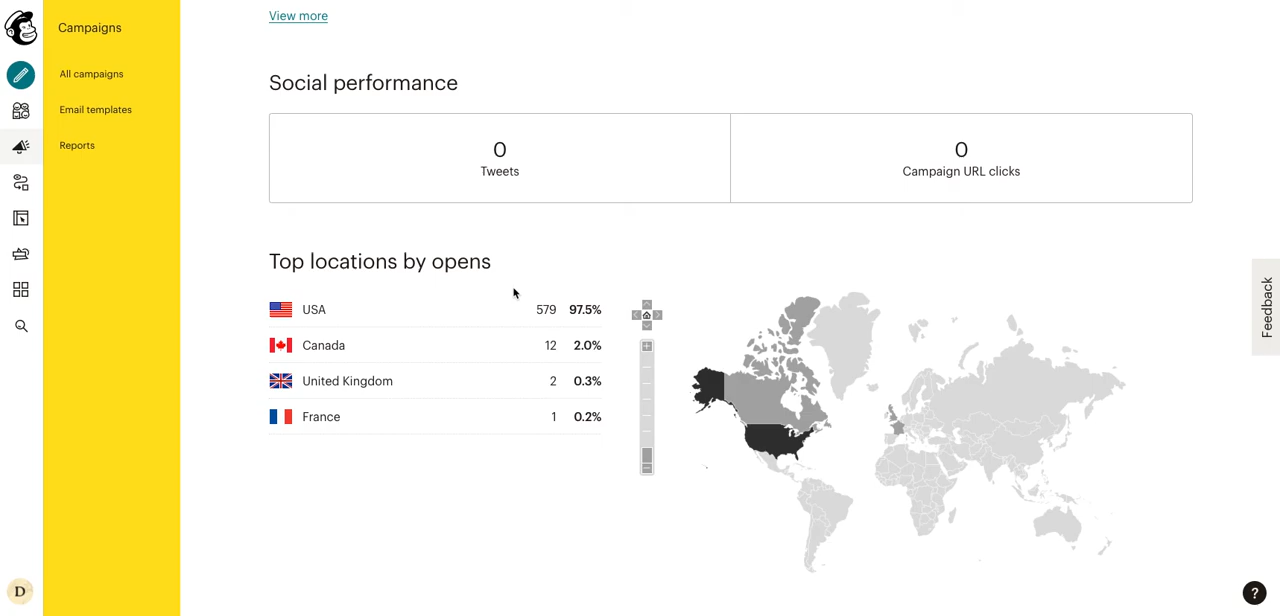 View more
Campaigns
All campaigns
Email templates
Reports
Social performance
0
Tweets
0
Campaign URL clicks
Top locations by opens
USA 579 97.5%
Canada 12 2.0%
United Kingdom 2 0.3%
France 1 0.2%
Feedback
D
?